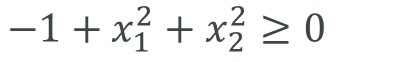 −1 + x₁² + x₂² ≥ 0